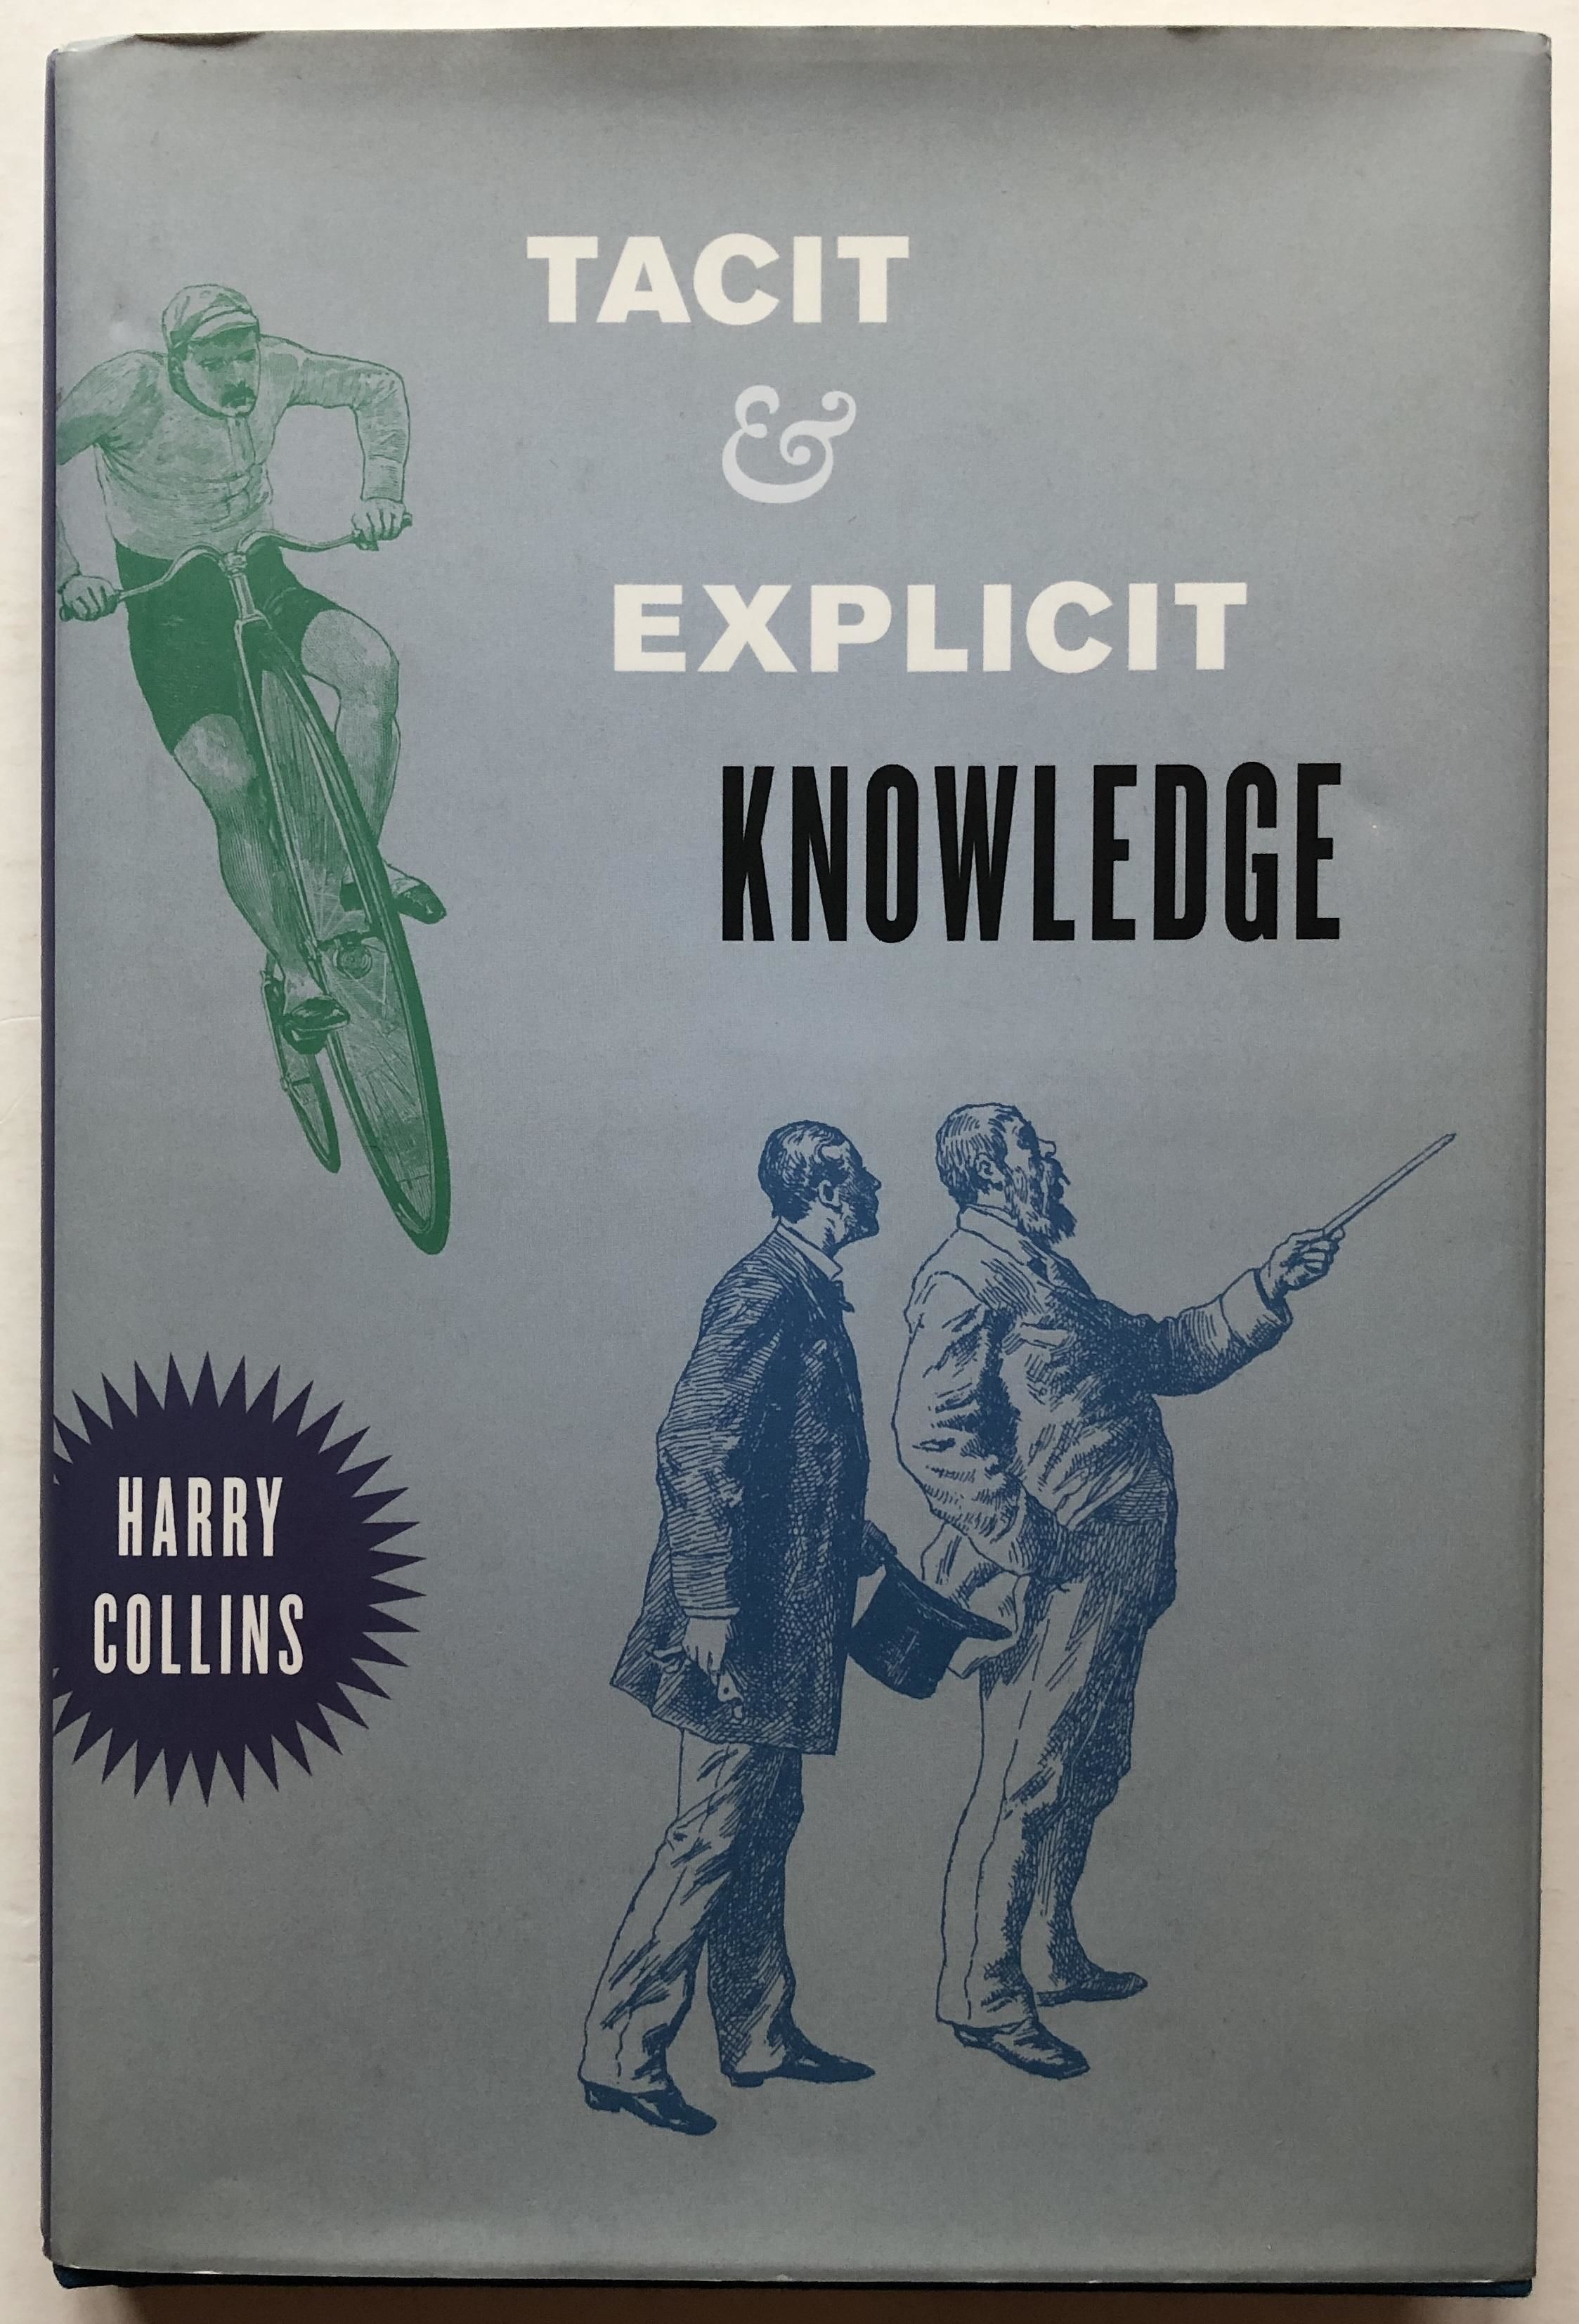 TACIT
&
EXPLICIT
KNOWLEDGE
HARRY
COLLINS